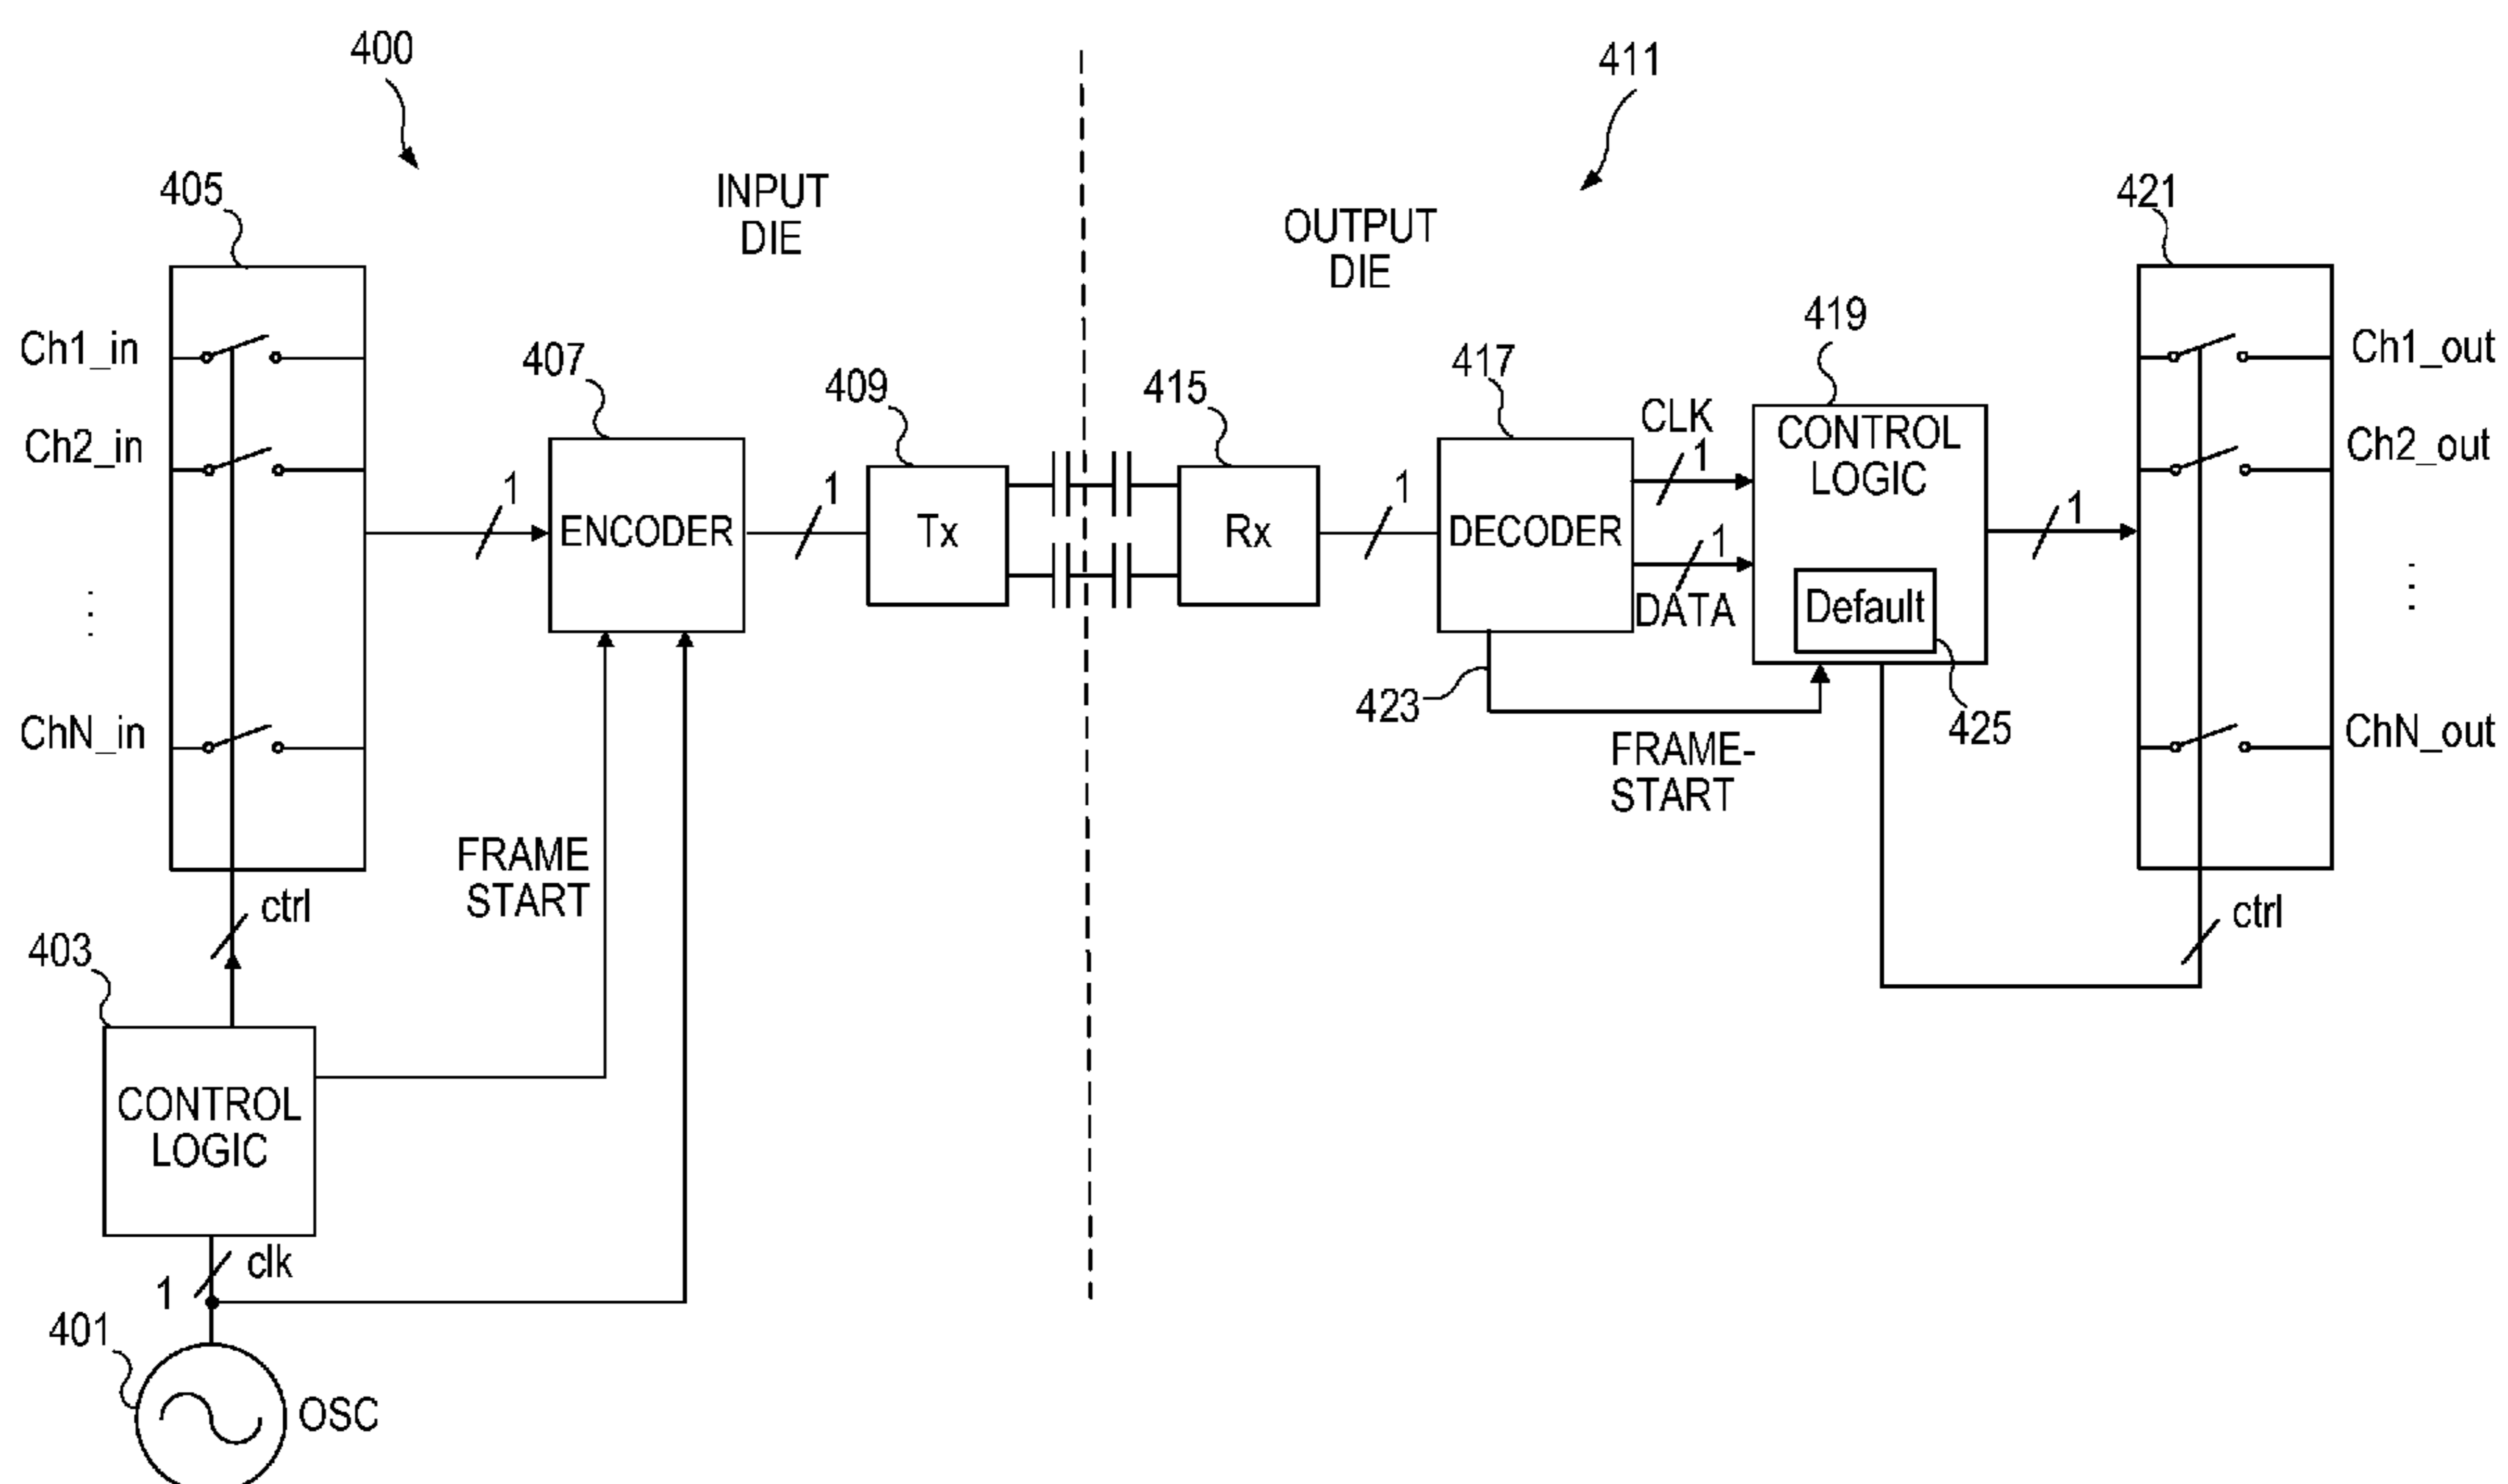 400
411
405
INPUT
DIE
421
OUTPUT
DIE
419
Ch1_in
407
409
415
417
Ch1_out
CLK
1
CONTROL
LOGIC
Ch2_in
Ch2_out
1
ENCODER
1
Tx
Rx
1
DECODER
1
DATA
Default
1
423
425
FRAME-
START
ChN_in
ChN_out
FRAME
START
ctrl
ctrl
403
CONTROL
LOGIC
clk
1
401
OSC